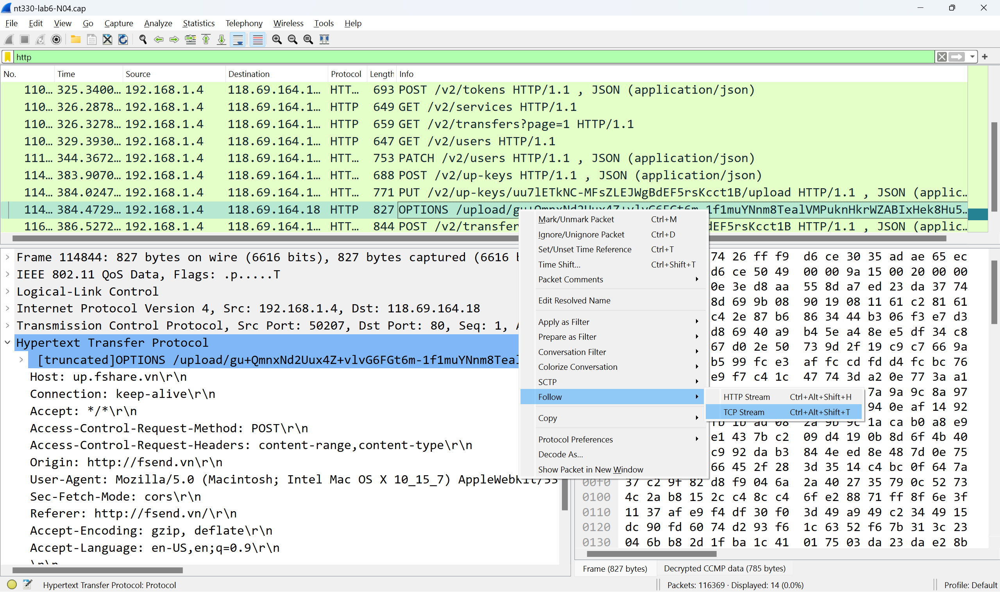 nt330-lab6-N04.cap
File Edit View Go Capture Analyze Statistics Telephony Wireless Tools Help
http
No. Time Source Destination Protocol Length Info
110… 325.3400… 192.168.1.4 118.69.164.1… HTT… 693 POST /v2/tokens HTTP/1.1 , JSON (application/json)
110… 326.2878… 192.168.1.4 118.69.164.1… HTTP 649 GET /v2/services HTTP/1.1
110… 326.3278… 192.168.1.4 118.69.164.1… HTTP 659 GET /v2/transfers?page=1 HTTP/1.1
110… 329.3930… 192.168.1.4 118.69.164.1… HTTP 647 GET /v2/users HTTP/1.1
111… 344.3672… 192.168.1.4 118.69.164.1… HTT… 753 PATCH /v2/users HTTP/1.1 , JSON (application/json)
114… 383.9070… 192.168.1.4 118.69.164.1… HTT… 688 POST /v2/up-keys HTTP/1.1 , JSON (application/json)
114… 384.0247… 192.168.1.4 118.69.164.1… HTT… 771 PUT /v2/up-keys/uu7lETkNC-MFsZLEJWgBdEF5rsKcct1B/upload HTTP/1.1 , JSON (applic…
114… 384.4729… 192.168.1.4 118.69.164.18 HTTP 827 OPTIONS /upload/gu+QmnxNd2Uux4Z+vlvG6FGt6m-1f1muYNnm8TealVMPuknHkrWZABIxHek8Hu5…
116… 386.5272… 192.168.1.4 118.69.164.1… HTT… 844 POST /v2/transfer dEF5rsKcct1B HTTP/1.1 , JSON (applic…
Mark/Unmark Packet Ctrl+M
Ignore/Unignore Packet Ctrl+D
Set/Unset Time Reference Ctrl+T
Time Shift... Ctrl+Shift+T
Packet Comments
Edit Resolved Name
Apply as Filter
Prepare as Filter
Conversation Filter
Colorize Conversation
SCTP
Follow
Copy
Protocol Preferences
Decode As...
Show Packet in New Window
HTTP Stream Ctrl+Alt+Shift+H
TCP Stream Ctrl+Alt+Shift+T
Frame 114844: 827 bytes on wire (6616 bits), 827 bytes captured (6616
IEEE 802.11 QoS Data, Flags: .p.....T
Logical-Link Control
Internet Protocol Version 4, Src: 192.168.1.4, Dst: 118.69.164.18
Transmission Control Protocol, Src Port: 50207, Dst Port: 80, Seq: 1,
Hypertext Transfer Protocol
[truncated]OPTIONS /upload/gu+QmnxNd2Uux4Z+vlvG6FGt6m-1f1muYNnm8Teal
Host: up.fshare.vn\r\n
Connection: keep-alive\r\n
Accept: */*\r\n
Access-Control-Request-Method: POST\r\n
Access-Control-Request-Headers: content-range,content-type\r\n
Origin: http://fsend.vn\r\n
User-Agent: Mozilla/5.0 (Macintosh; Intel Mac OS X 10_15_7) AppleWebKit/53
Sec-Fetch-Mode: cors\r\n
Referer: http://fsend.vn/\r\n
Accept-Encoding: gzip, deflate\r\n
Accept-Language: en-US,en;q=0.9\r\n
\r\n
74 26 ff f9 d6 ce 30 35 ad ae 65 ec
d6 ce 50 49 00 00 9a 15 00 20 00 00
0e 3e d8 aa 55 8d a7 ed 23 da 37 74
8d 69 9b 08 90 19 08 11 61 c2 81 61
c4 2e 87 b6 86 34 44 b3 06 f3 e7 d3
d8 69 40 a9 b4 5e a4 8e e5 df 34 c8
67 d0 2e 50 73 9d 2f 19 c9 c7 66 9a
b5 99 fc e3 af fc cd fd d4 fc bc 76
e9 f7 c4 1c 47 74 3d a2 0e 77 3a a1
7a 9a 9c 8a 97
94 0e af 14 92
fb 1b ad 08 2a 9b 9c 1a ca b0 a8 e9
e1 43 7b c2 09 d4 19 0b 8d 6f 4b 40
c9 92 da b3 84 4e ed 8e 48 7d 0e 75
66 45 2f 28 3d 35 14 c4 bc 0f 64 7a
00f0 37 c2 9f 82 d8 f9 04 6a 2a 40 27 35 79 0c 52 73
0100 4c 2a b8 15 2c c4 8c c4 6f e2 88 71 ff 8f 6e 3f
0110 11 37 af e9 f4 df 30 f0 3d 49 a9 49 c2 34 49 15
0120 dc 90 fd 60 74 d2 93 f6 1c 63 52 f6 7b 31 3c 23
0130 04 6b b8 2d 1f ba 1c 41 01 75 03 da 23 da e2 8b
Frame (827 bytes) Decrypted CCMP data (785 bytes)
Hypertext Transfer Protocol: Protocol
Packets: 116369 · Displayed: 14 (0.0%)
Profile: Default